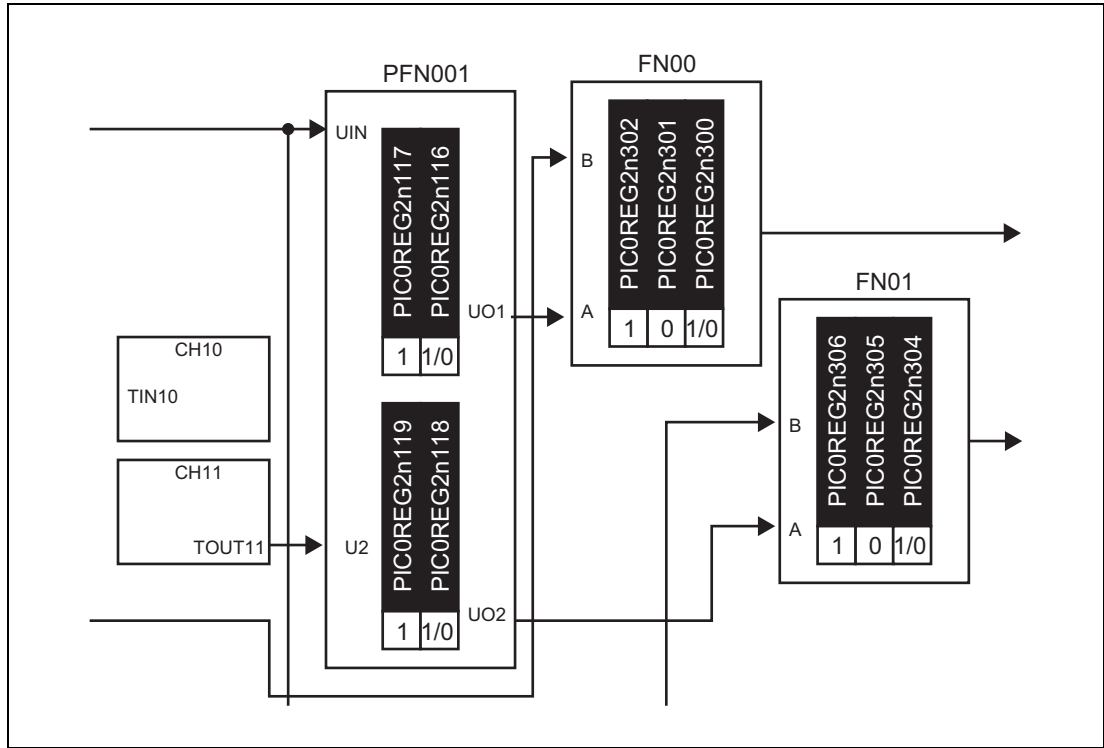 PFN001
FN00
UIN
PIC0REG2n117
PIC0REG2n116
UO1
1
1/0
B
A
PIC0REG2n302
PIC0REG2n301
PIC0REG2n300
1
0
1/0
FN01
CH10
TIN10
CH11
TOUT11
U2
PIC0REG2n119
PIC0REG2n118
UO2
1
1/0
B
A
PIC0REG2n306
PIC0REG2n305
PIC0REG2n304
1
0
1/0